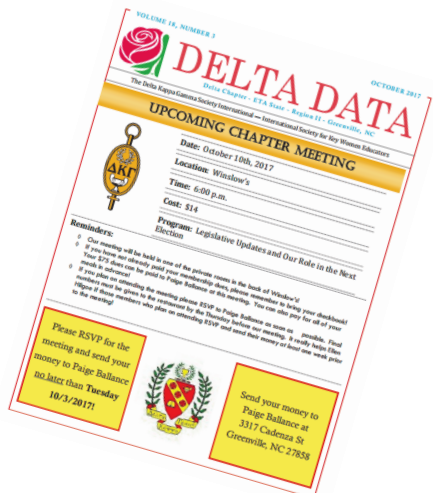 VOLUME 18, NUMBER 3
OCTOBER 2017
DELTA DATA
Delta Chapter - ETA State - Region II - Greenville, NC
The Delta Kappa Gamma Society International — International Society for Key Women Educators
UPCOMING CHAPTER MEETING
ΔΚΓ
Date: October 10th, 2017
Location: Winslow's
Time: 6:00 p.m.
Cost: $14
Program: Legislative Updates and Our Role in the Next
Election
Reminders:
Our meeting will be held in one of the private rooms in the back of Winslow's!
If you have not already paid your membership dues, please remember to bring your checkbook!
Your $75 dues can be paid to Paige Ballance at this meeting. You can also pay for all of your
meals in advance!
If you plan on attending the meeting please RSVP to Paige Ballance as soon as possible. Final
numbers must be given to the restaurant by the Thursday before our meeting. It really helps Ellen
Hilgoe if those members who plan on attending RSVP and send their money at least one week prior
to the meeting!
Please RSVP for the
meeting and send your
money to Paige Ballance
no later than Tuesday
10/3/2017!
Send your money to
Paige Ballance at
3317 Cadenza St
Greenville, NC 27858